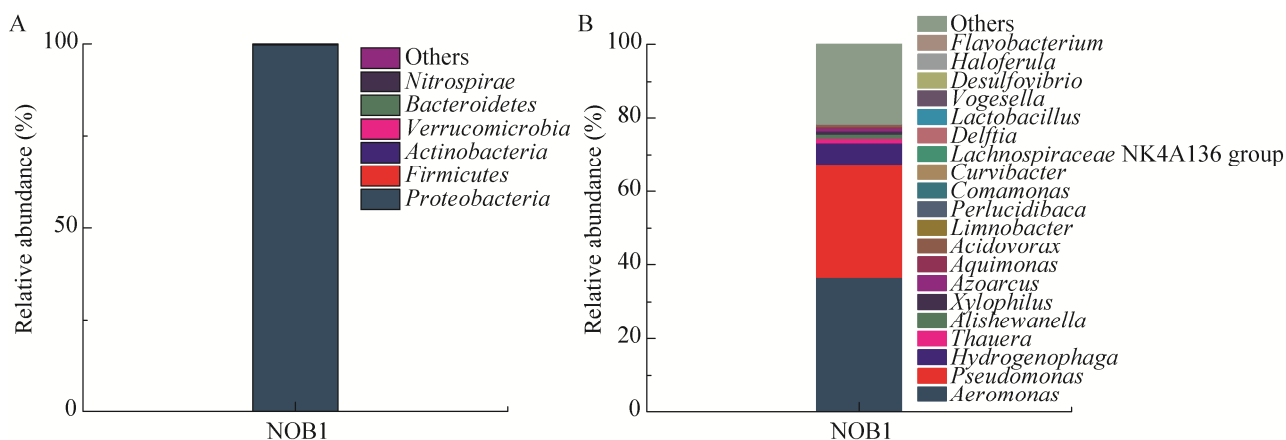 A
Relative abundance (%)
100
50
0
NOB1
Others
Nitrospirae
Bacteroidetes
Verrucomicrobia
Actinobacteria
Firmicutes
Proteobacteria
B
Relative abundance (%)
100
80
60
40
20
0
NOB1
Others
Flavobacterium
Haloferula
Desulfovibrio
Vogesella
Lactobacillus
Delftia
Lachnospiraceae NK4A136 group
Curvibacter
Comamonas
Perlucidibaca
Limnobacter
Acidovorax
Aquimonas
Azoarcus
Xylophilus
Alishewanella
Thauera
Hydrogenophaga
Pseudomonas
Aeromonas